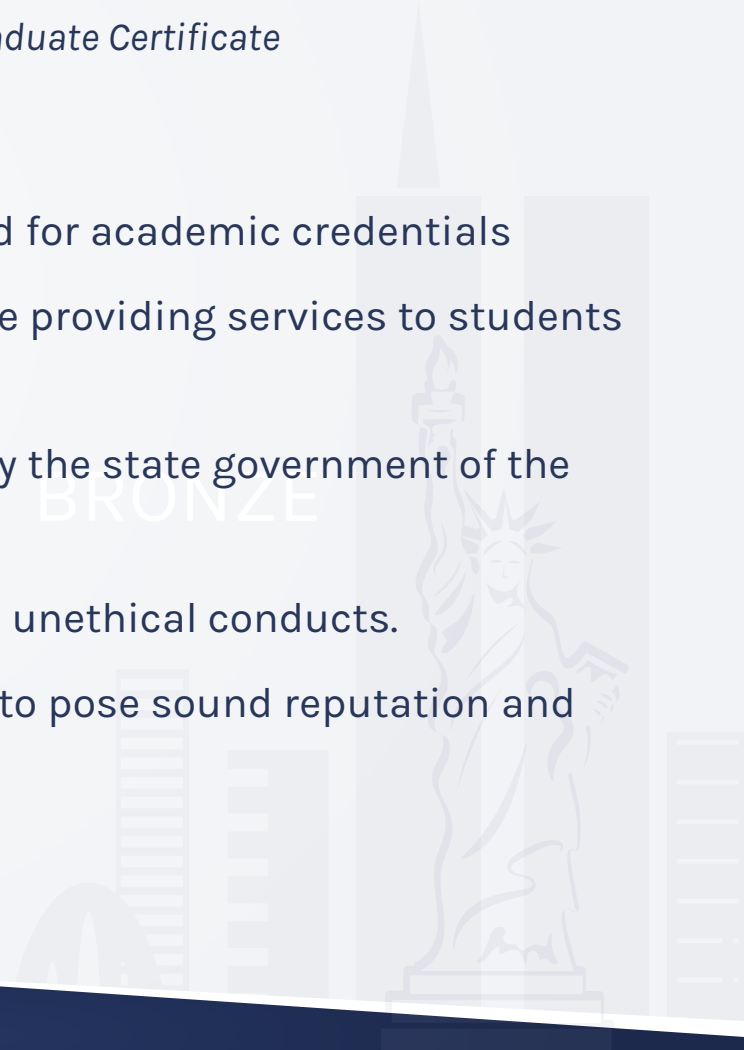 aduate Certificate
d for academic credentials
e providing services to students
y the state government of the
BRONZE
unethical conducts.
to pose sound reputation and